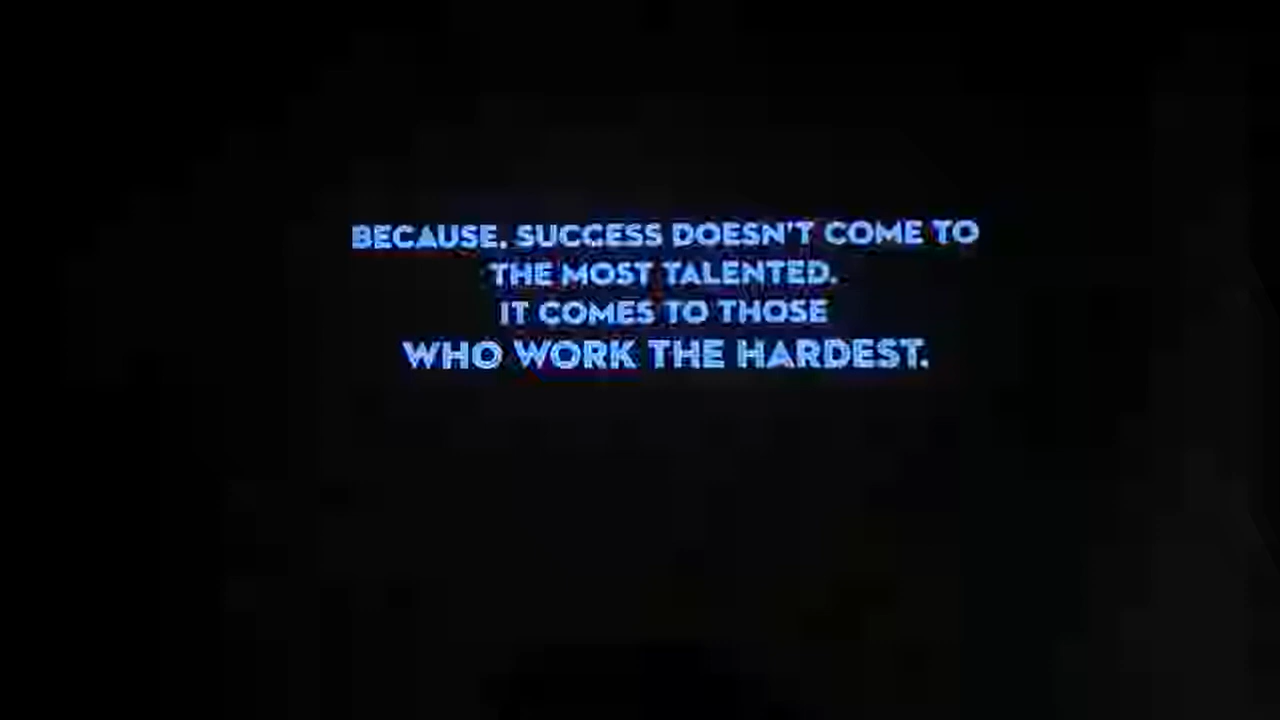 BECAUSE. SUCCESS DOESN'T COME TO
THE MOST TALENTED.
IT COMES TO THOSE
WHO WORK THE HARDEST.